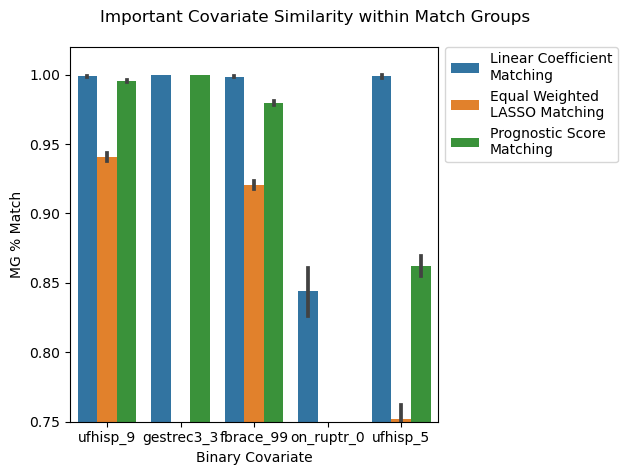 Important Covariate Similarity within Match Groups
1.00
0.95
0.90
0.85
0.80
0.75
MG % Match
ufhisp_9
gestrec3_3
fbrace_99
on_ruptr_0
ufhisp_5
Binary Covariate
Linear Coefficient
Matching
Equal Weighted
LASSO Matching
Prognostic Score
Matching